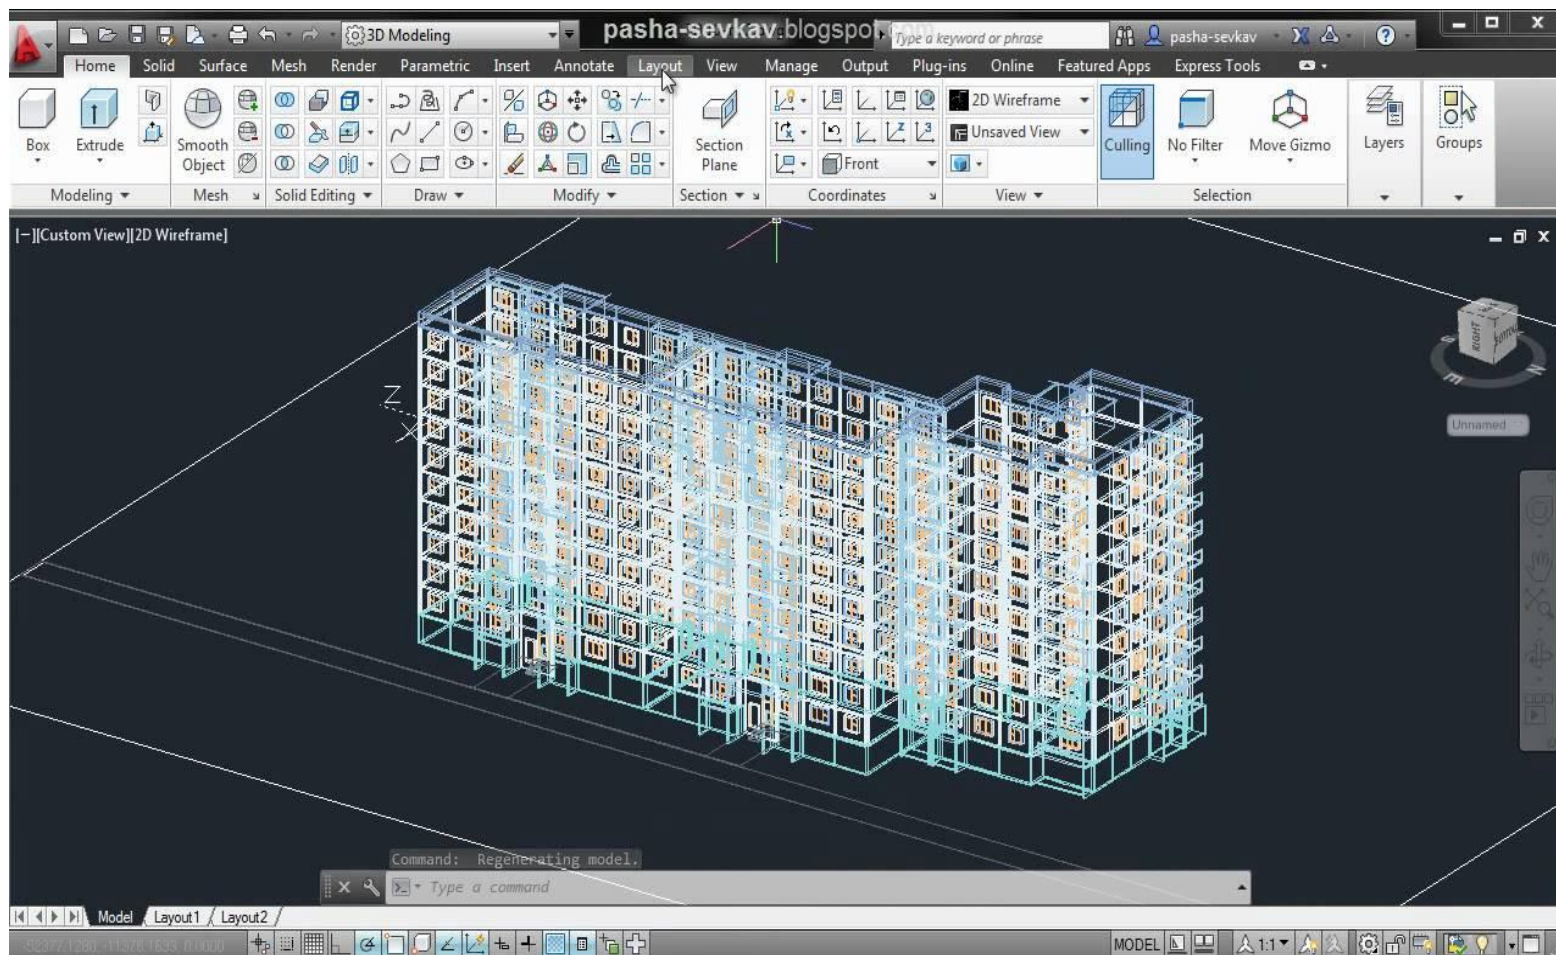 3D Modeling
pasha-sevkav.blogspot.com
Type a keyword or phrase
pasha-sevkav
Home Solid Surface Mesh Render Parametric Insert Annotate Layout View Manage Output Plug-ins Online Featured Apps Express Tools
2D Wireframe
Unsaved View
Box Extrude Smooth Object Section Plane Front Culling No Filter Move Gizmo Layers Groups
Modeling Mesh Solid Editing Draw Modify Section Coordinates View Selection
[−][Custom View][2D Wireframe]
RIGHT
N
E
Z
X
Unnamed
Command: Regenerating model.
Type a command
Model Layout1 Layout2
MODEL 1:1